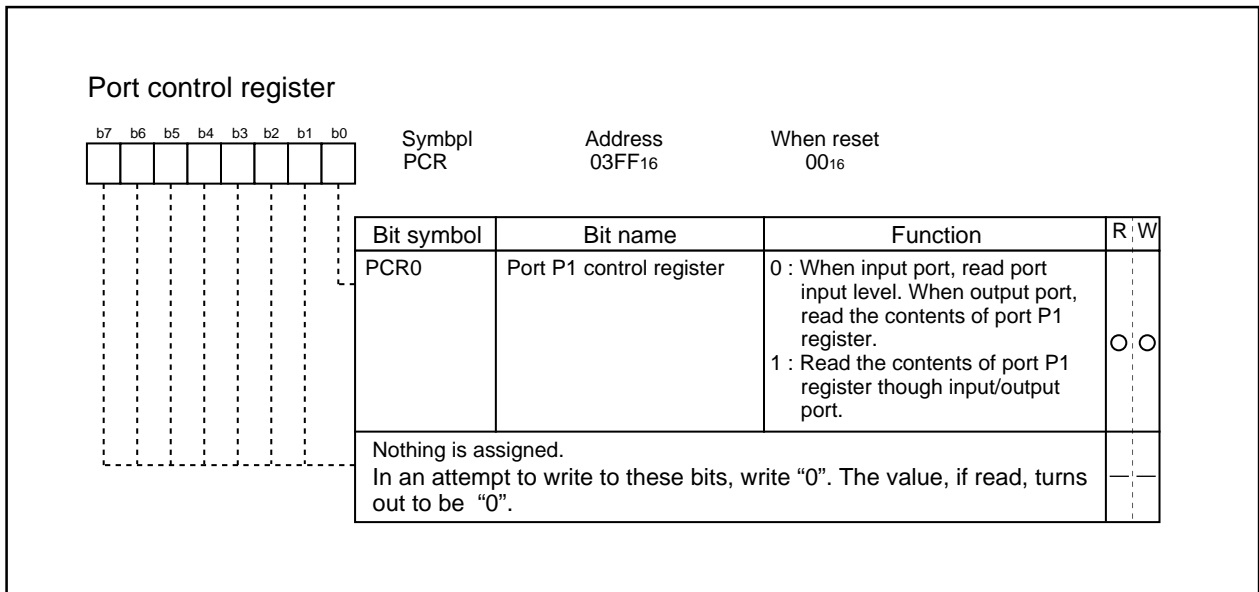 Port control register
b7 b6 b5 b4 b3 b2 b1 b0
Symbpl Address When reset
PCR 03FF16 0016
Bit symbol Bit name Function R W
PCR0 Port P1 control register 0 : When input port, read port
input level. When output port,
read the contents of port P1
register.
1 : Read the contents of port P1
register though input/output
port.
Nothing is assigned.
In an attempt to write to these bits, write “0”. The value, if read, turns
out to be “0”.